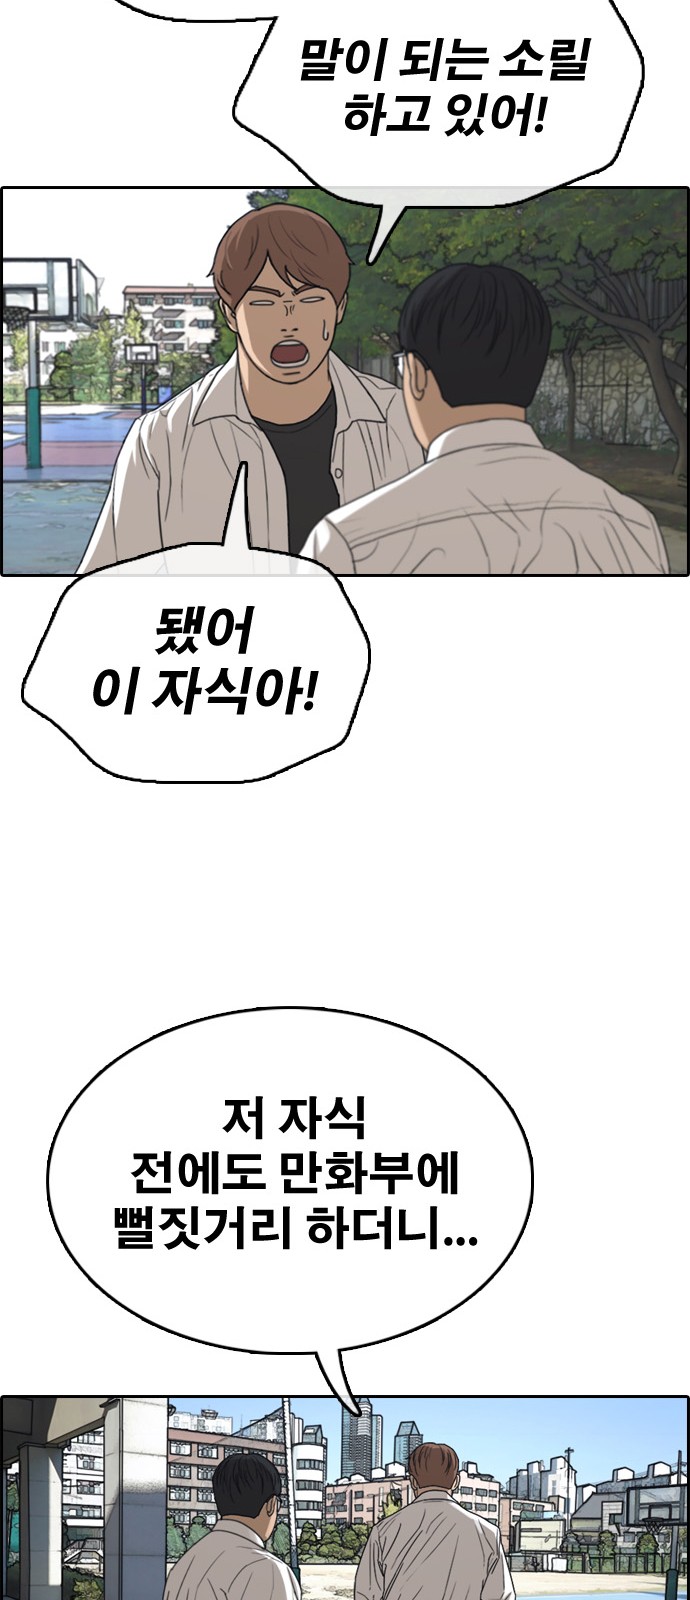 말이 되는 소릴
하고 있어!
됐어
이 자식아!
저 자식
전에도 만화부에
뻘짓거리 하더니...